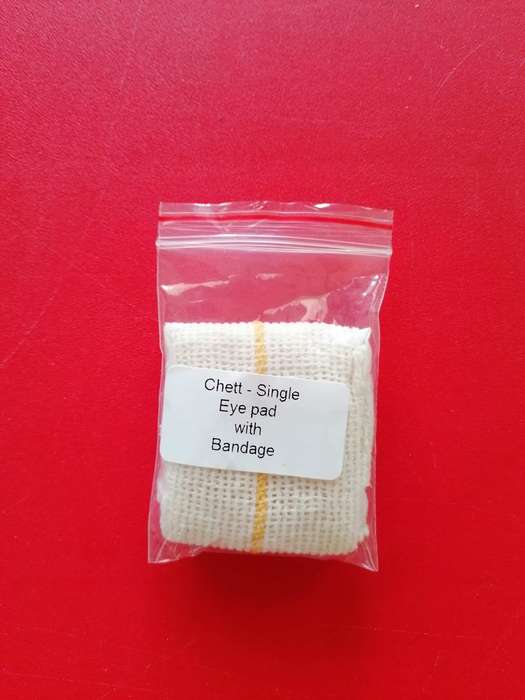 Chett - Single
Eye pad
with
Bandage